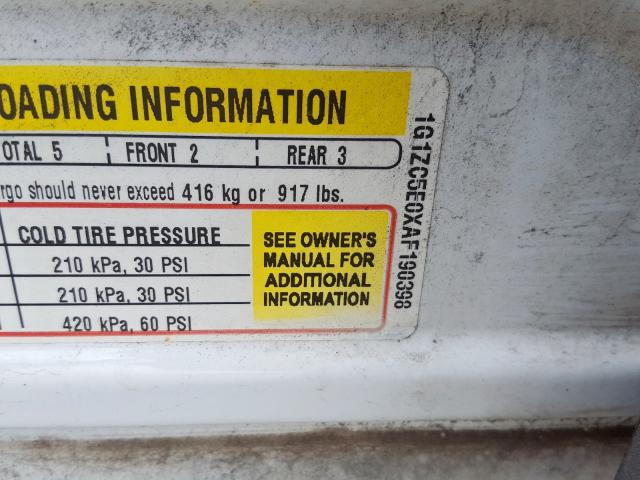 OADING INFORMATION
OTAL 5 FRONT 2 REAR 3
rgo should never exceed 416 kg or 917 lbs.
COLD TIRE PRESSURE
210 kPa, 30 PSI
210 kPa, 30 PSI
420 kPa, 60 PSI
SEE OWNER'S
MANUAL FOR
ADDITIONAL
INFORMATION
1G1ZC5E0XAF190398